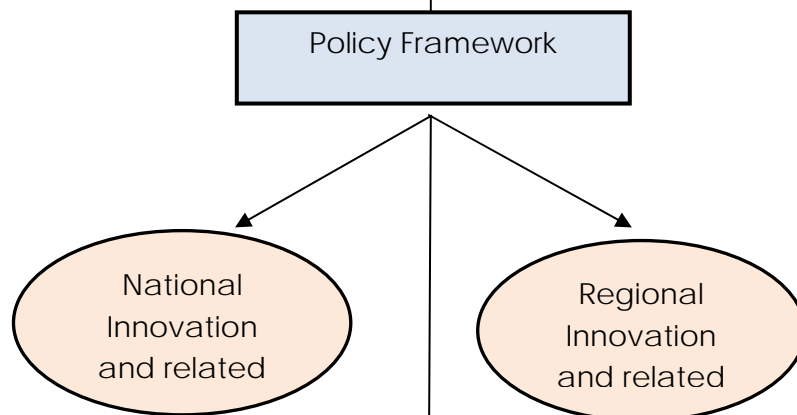 Policy Framework
National
Innovation
and related
Regional
Innovation
and related